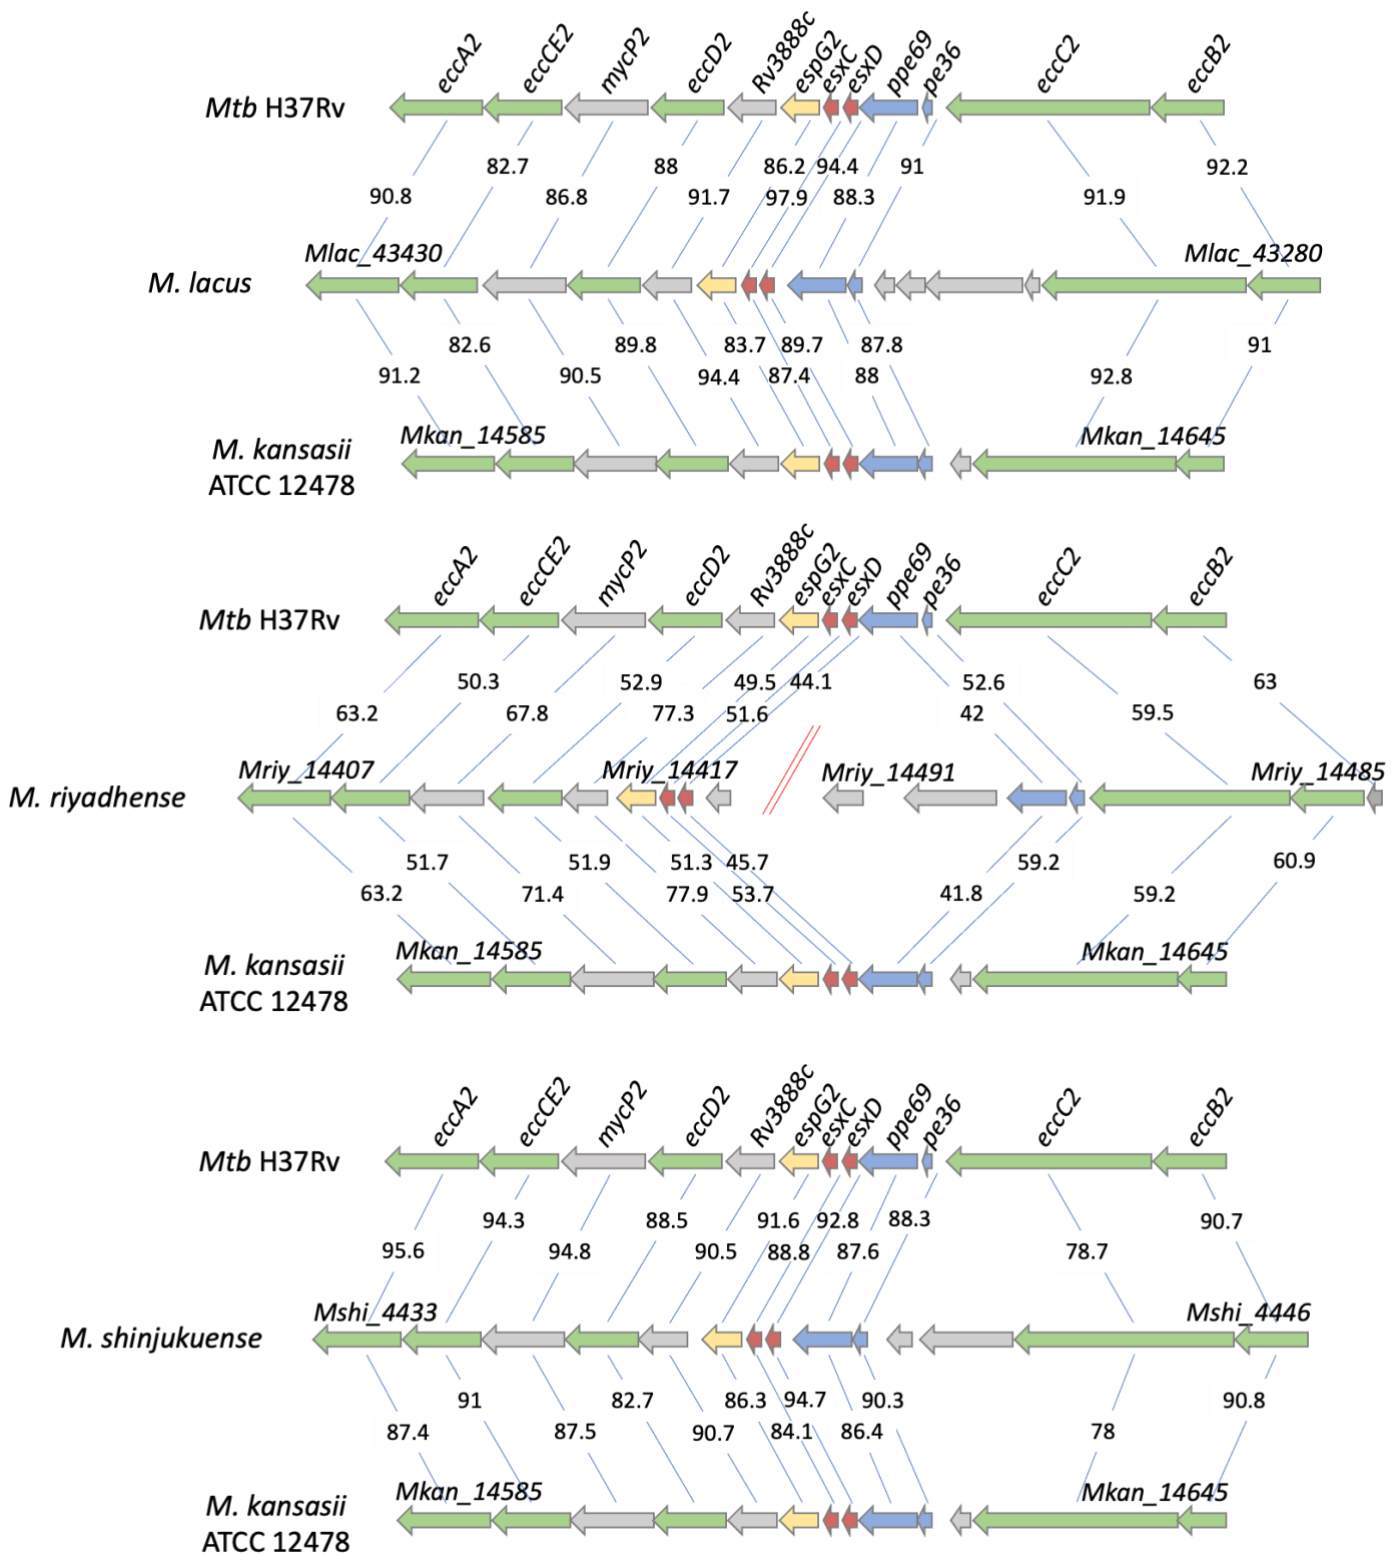 eccA2 eccCE2 mycP2 eccD2 Rv3888c espG2 esxC esxD ppe69 pe36 eccC2 eccB2
Mtb H37Rv
82.7 88 86.2 94.4 91 92.2
90.8 86.8 91.7 97.9 88.3 91.9
Mlac_43430 Mlac_43280
M. lacus
82.6 89.8 83.7 89.7 87.8 91
91.2 90.5 94.4 87.4 88 92.8
Mkan_14585 Mkan_14645
M. kansasii
ATCC 12478
eccA2 eccCE2 mycP2 eccD2 Rv3888c espG2 esxC esxD ppe69 pe36 eccC2 eccB2
Mtb H37Rv
50.3 52.9 49.5 44.1 52.6 63
63.2 67.8 77.3 51.6 42 59.5
Mriy_14407 Mriy_14417 Mriy_14491 Mriy_14485
M. riyadhense
51.7 51.9 51.3 45.7 59.2 60.9
63.2 71.4 77.9 53.7 41.8 59.2
Mkan_14585 Mkan_14645
M. kansasii
ATCC 12478
eccA2 eccCE2 mycP2 eccD2 Rv3888c espG2 esxC esxD ppe69 pe36 eccC2 eccB2
Mtb H37Rv
94.3 88.5 91.6 92.8 88.3 90.7
95.6 94.8 90.5 88.8 87.6 78.7
Mshi_4433 Mshi_4446
M. shinjukuense
91 82.7 86.3 94.7 90.3 90.8
87.4 87.5 90.7 84.1 86.4 78
Mkan_14585 Mkan_14645
M. kansasii
ATCC 12478